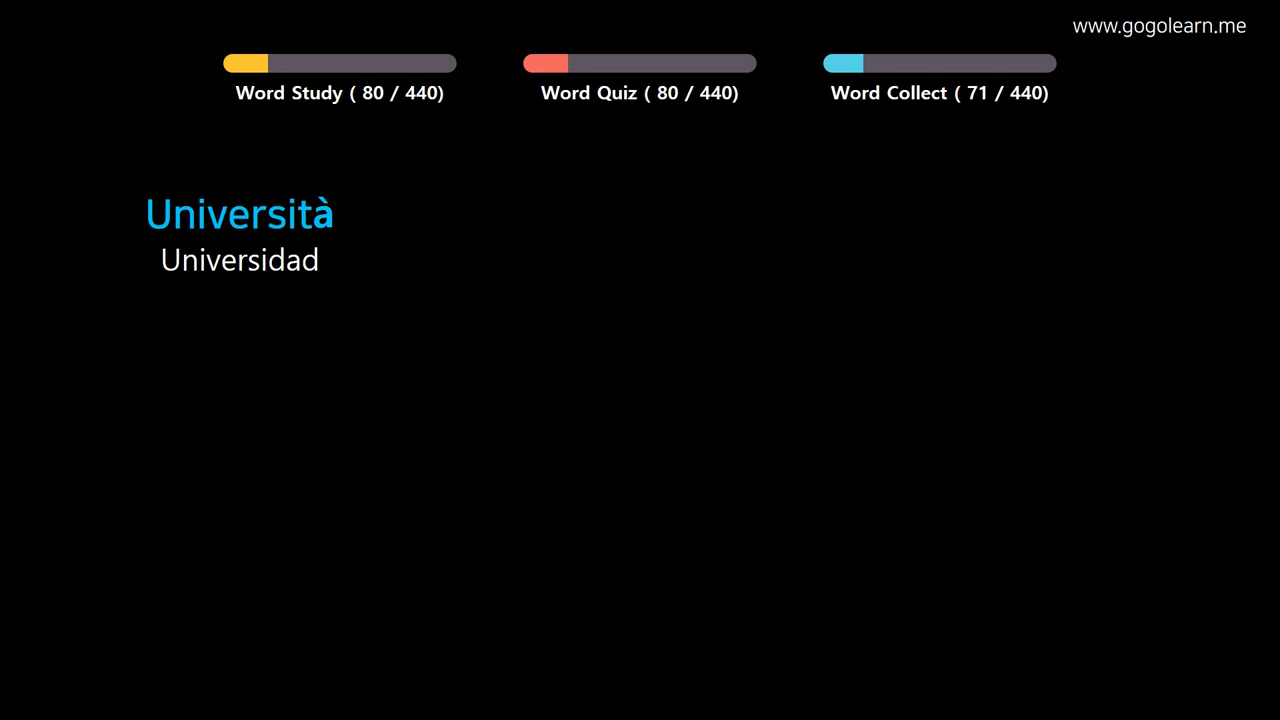 www.gogolearn.me
Word Study ( 80 / 440)
Word Quiz ( 80 / 440)
Word Collect ( 71 / 440)
Università
Universidad